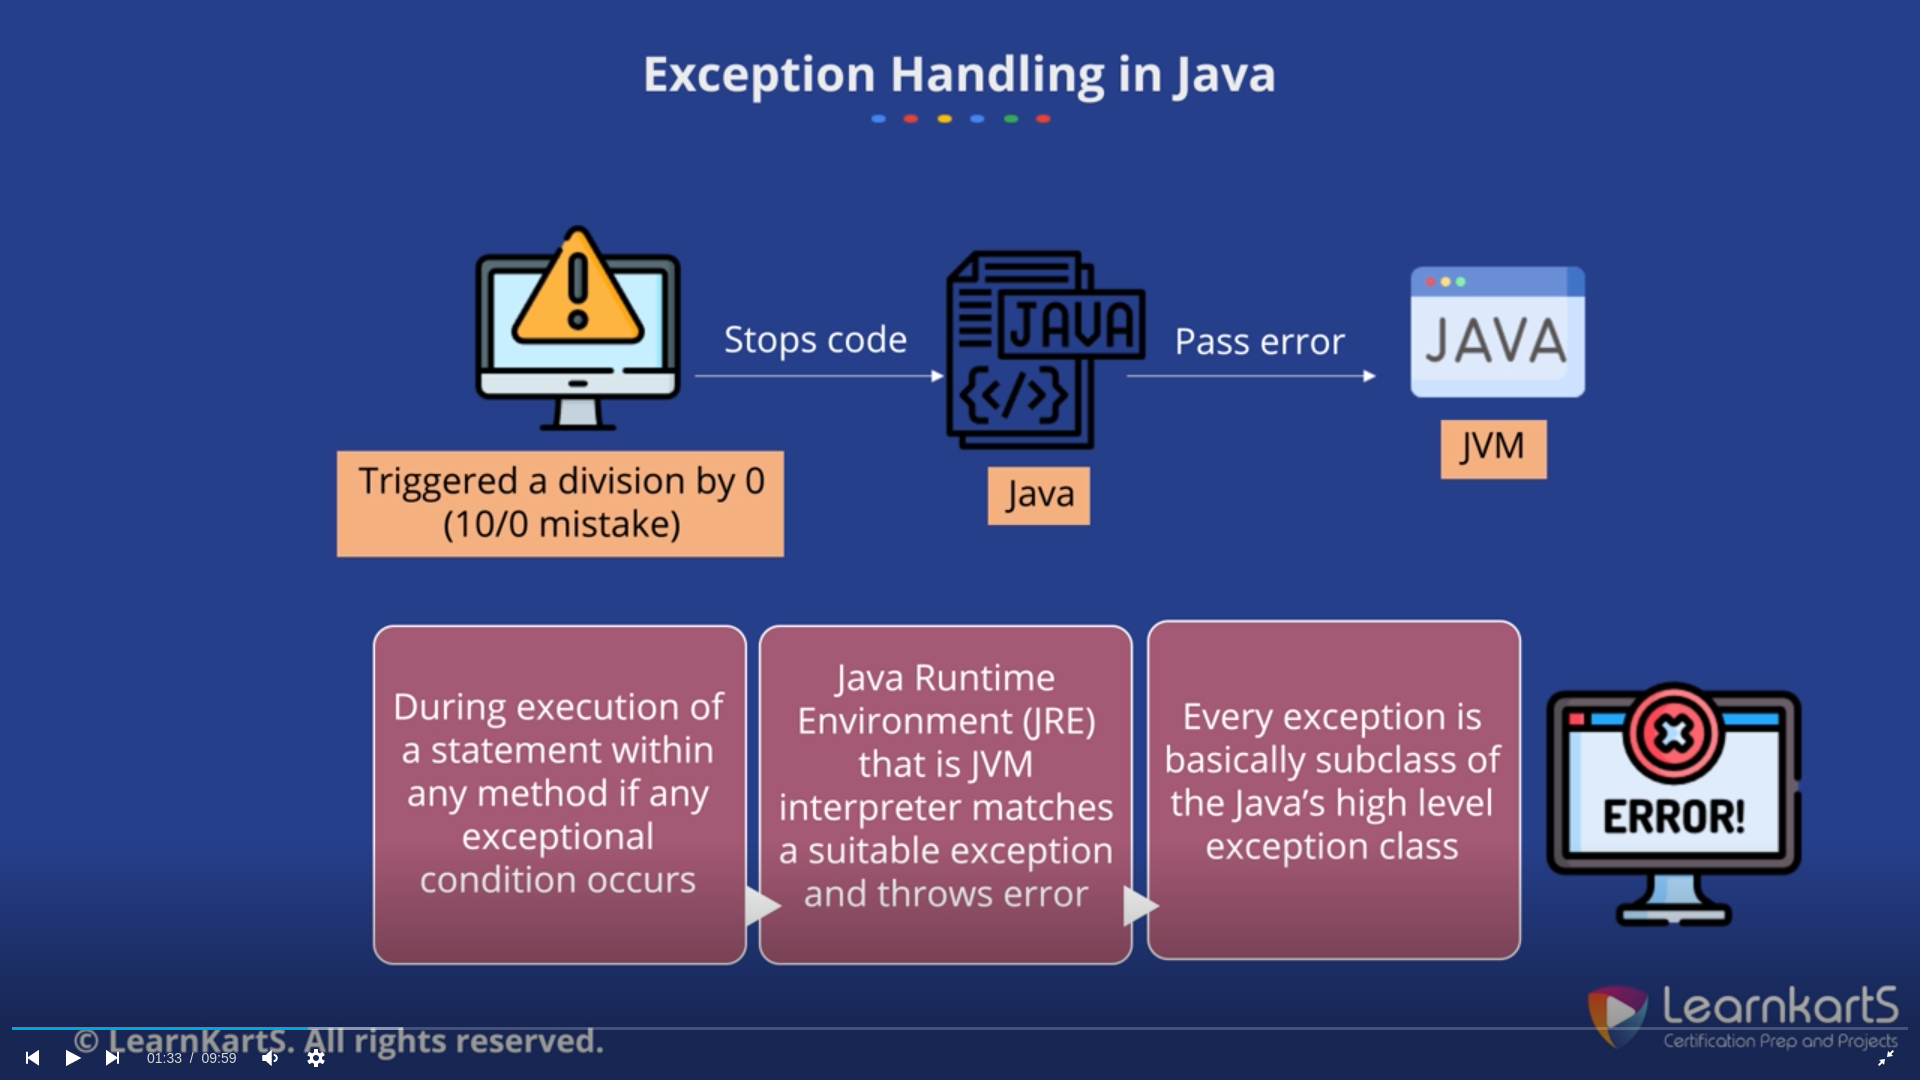 Exception Handling in Java
Stops code
JAVA
Pass error
JAVA
JVM
Triggered a division by 0
(10/0 mistake)
Java
During execution of
a statement within
any method if any
exceptional
condition occurs
Java Runtime
Environment (JRE)
that is JVM
interpreter matches
a suitable exception
and throws error
Every exception is
basically subclass of
the Java’s high level
exception class
ERROR!
LearnkartS
Certification Prep and Projects
© LearnKartS. All rights reserved.
01:33 / 09:59